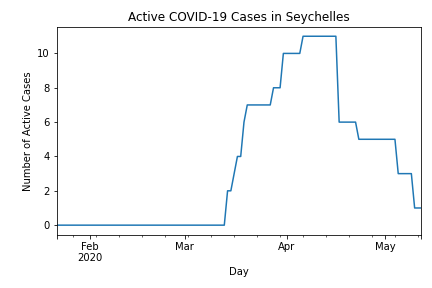 Active COVID-19 Cases in Seychelles
10
8
6
4
2
0
Number of Active Cases
Feb
2020
Mar
Apr
May
Day